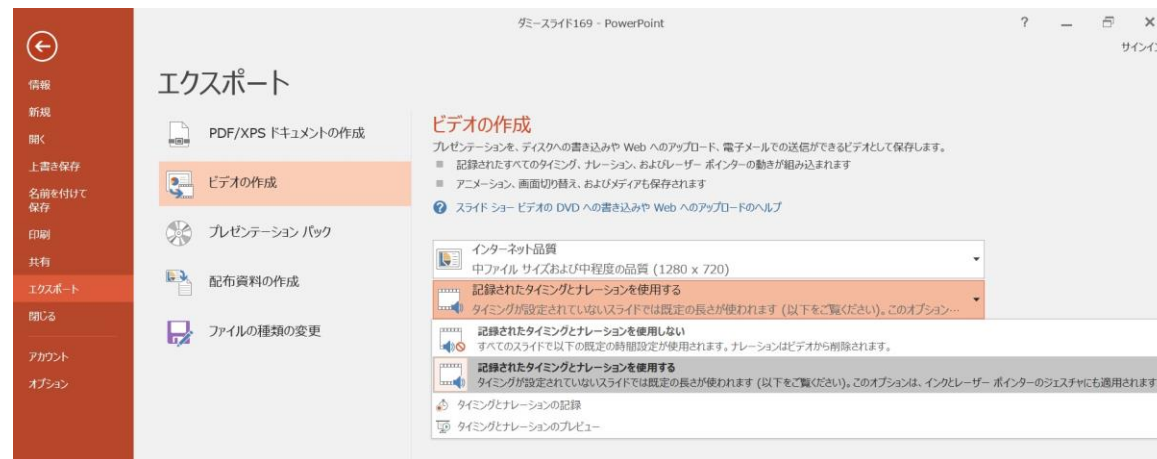 ダミースライド169 - PowerPoint
?
サインイン
情報
新規
開く
上書き保存
名前を付けて
保存
印刷
共有
エクスポート
閉じる
アカウント
オプション
エクスポート
PDF/XPS ドキュメントの作成
ビデオの作成
プレゼンテーション パック
配布資料の作成
ファイルの種類の変更
ビデオの作成
プレゼンテーションを、ディスクへの書き込みや Web へのアップロード、電子メールでの送信ができるビデオとして保存します。
記録されたすべてのタイミング、ナレーション、およびレーザー ポインターの動きが組み込まれます
アニメーション、画面切り替え、およびメディアも保存されます
スライド ショー ビデオの DVD への書き込みや Web へのアップロードのヘルプ
インターネット品質
中ファイル サイズおよび中程度の品質 (1280 x 720)
記録されたタイミングとナレーションを使用する
タイミングが設定されていないスライドでは既定の長さが使われます (以下をご覧ください)。このオプション…
記録されたタイミングとナレーションを使用しない
すべてのスライドで以下の既定の時間設定が使用されます。ナレーションはビデオから削除されます。
記録されたタイミングとナレーションを使用する
タイミングが設定されていないスライドでは既定の長さが使われます (以下をご覧ください)。このオプションは、インクとレーザー ポインターのジェスチャにも適用されます
タイミングとナレーションの記録
タイミングとナレーションのプレビュー